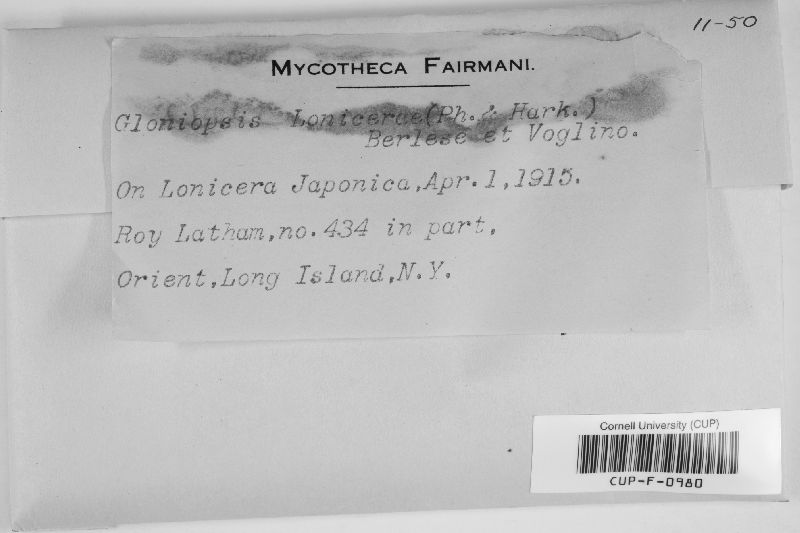 11-50
MYCOTHECA FAIRMANI.
Gloniopsis Lonicerae(Ph.& Hark.)
Berlese et Voglino.
On Lonicera Japonica,Apr.1,1915.
Roy Latham,no.434 in part,
Orient,Long Island,N.Y.
Cornell University (CUP)
CUP-F-0980